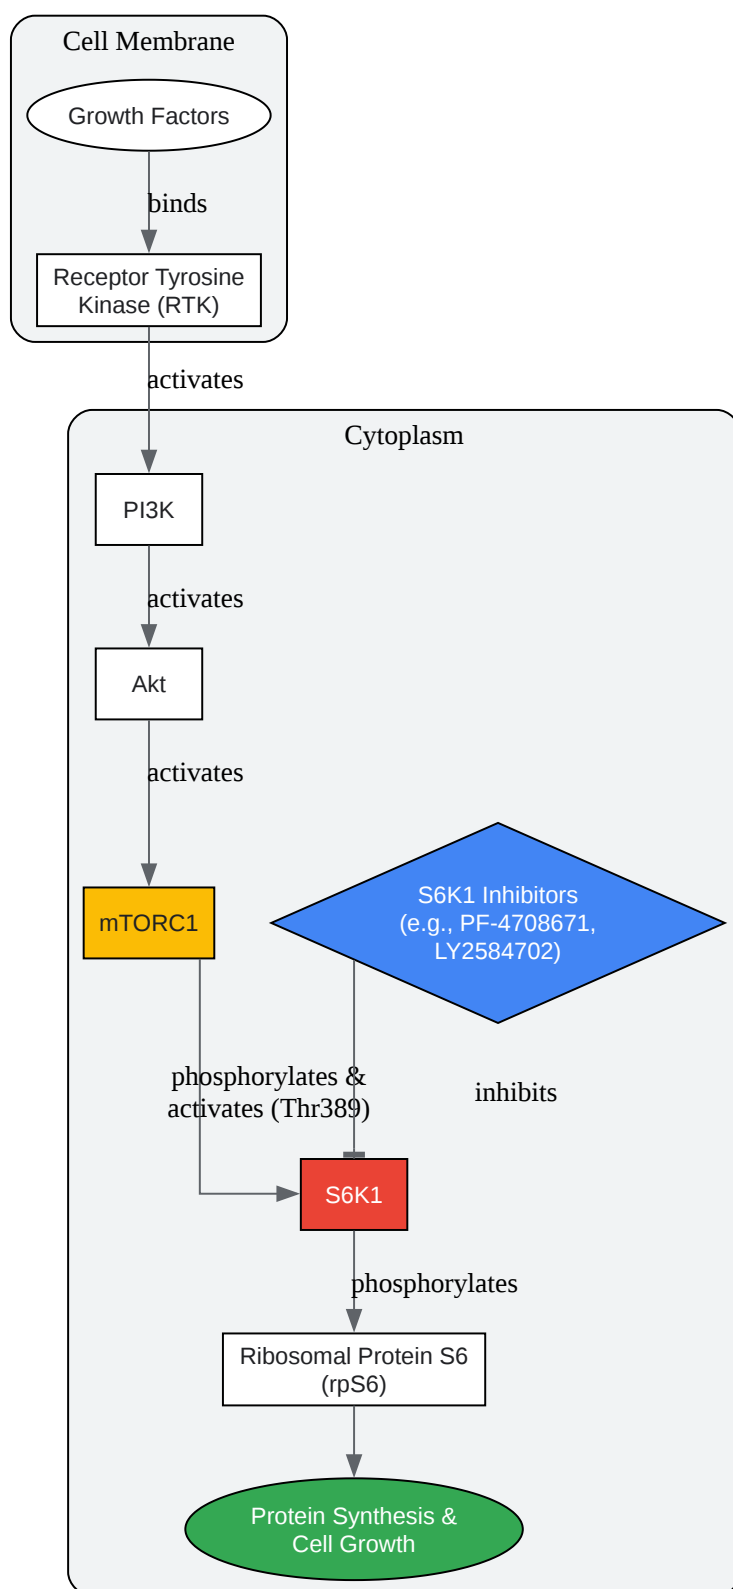 Cell Membrane
Growth Factors
binds
Receptor Tyrosine
Kinase (RTK)
activates
Cytoplasm
PI3K
activates
Akt
activates
mTORC1
S6K1 Inhibitors
(e.g., PF-4708671,
LY2584702)
phosphorylates &
activates (Thr389)
inhibits
S6K1
phosphorylates
Ribosomal Protein S6
(rpS6)
Protein Synthesis &
Cell Growth